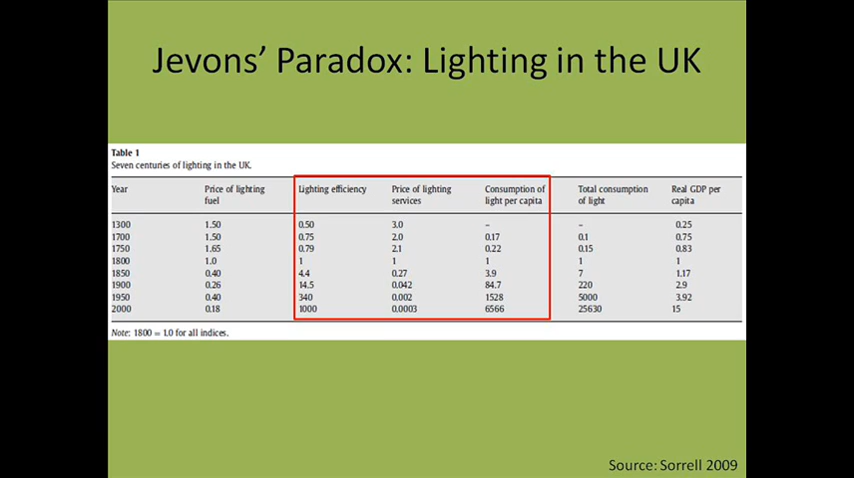 Jevons' Paradox: Lighting in the UK
Table 1
Seven centuries of lighting in the UK.
Year Price of lighting fuel Lighting efficiency Price of lighting services Consumption of light per capita Total consumption of light Real GDP per capita
1300 1.50 0.50 3.0 – – 0.25
1700 1.50 0.75 2.0 0.17 0.1 0.75
1750 1.65 0.79 2.1 0.22 0.15 0.83
1800 1.0 1 1 1 1 1
1850 0.40 4.4 0.27 3.9 7 1.17
1900 0.26 14.5 0.042 84.7 220 2.9
1950 0.40 340 0.002 1528 5000 3.92
2000 0.18 1000 0.0003 6566 25630 15
Note: 1800 = 1.0 for all indices.
Source: Sorrell 2009